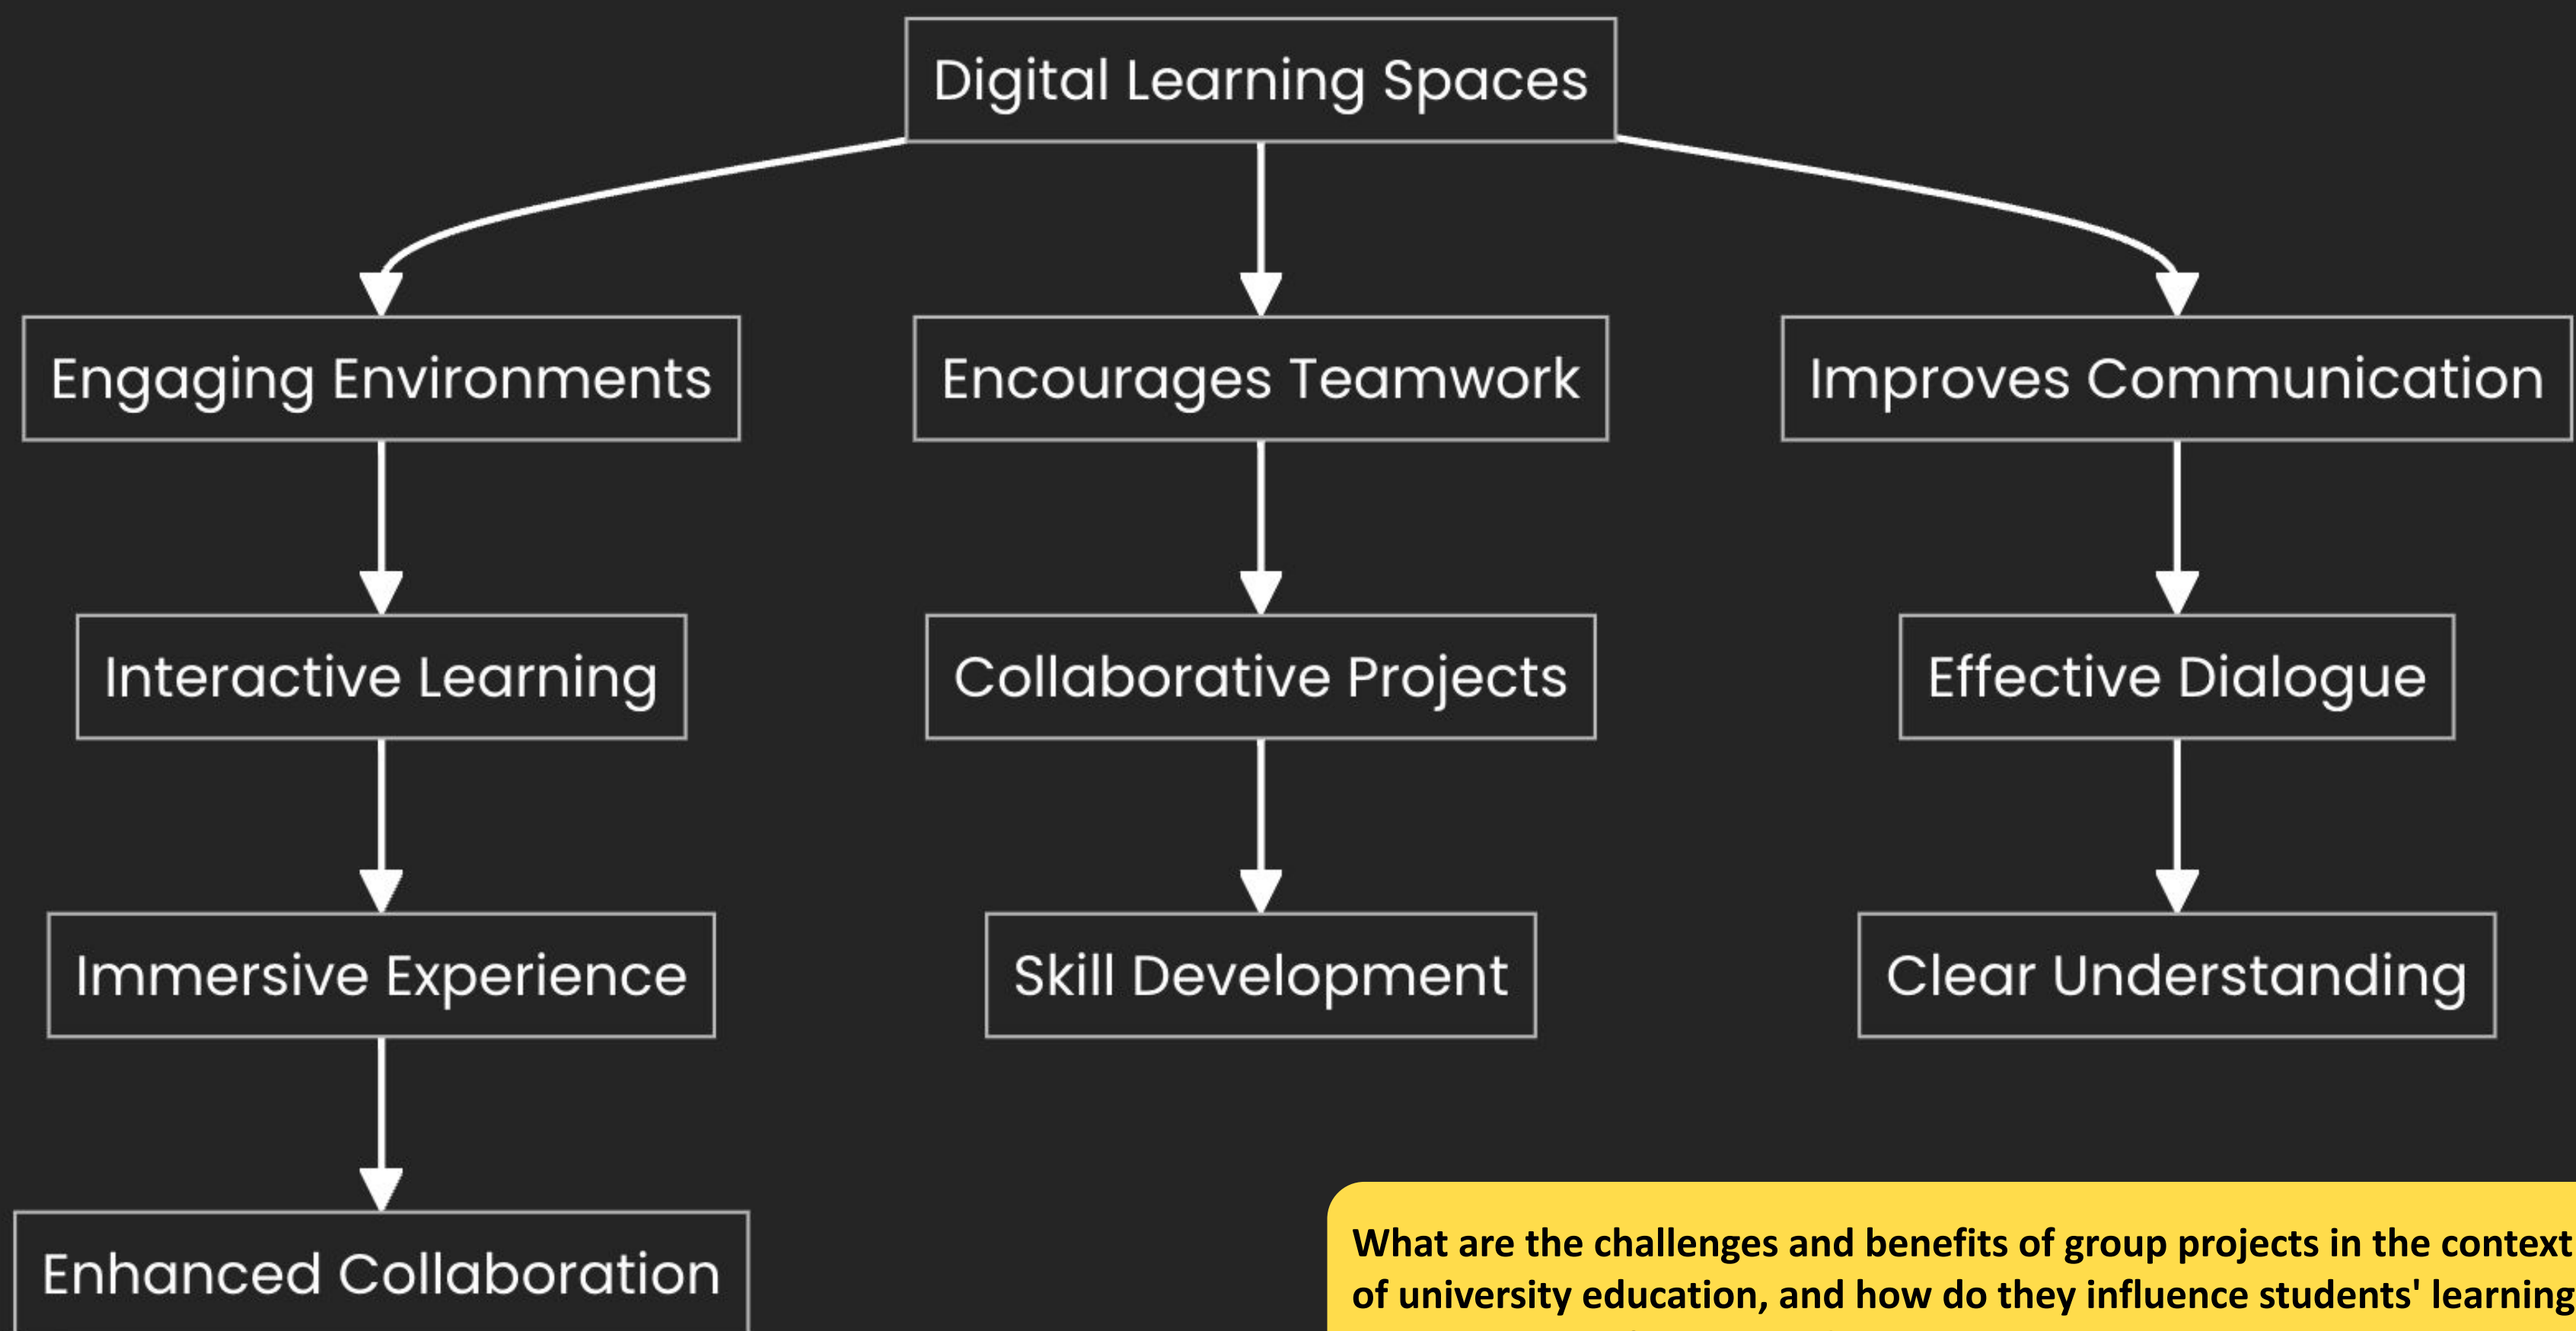 Digital Learning Spaces
Engaging Environments
Encourages Teamwork
Improves Communication
Interactive Learning
Collaborative Projects
Effective Dialogue
Immersive Experience
Skill Development
Clear Understanding
Enhanced Collaboration
What are the challenges and benefits of group projects in the context
of university education, and how do they influence students' learning